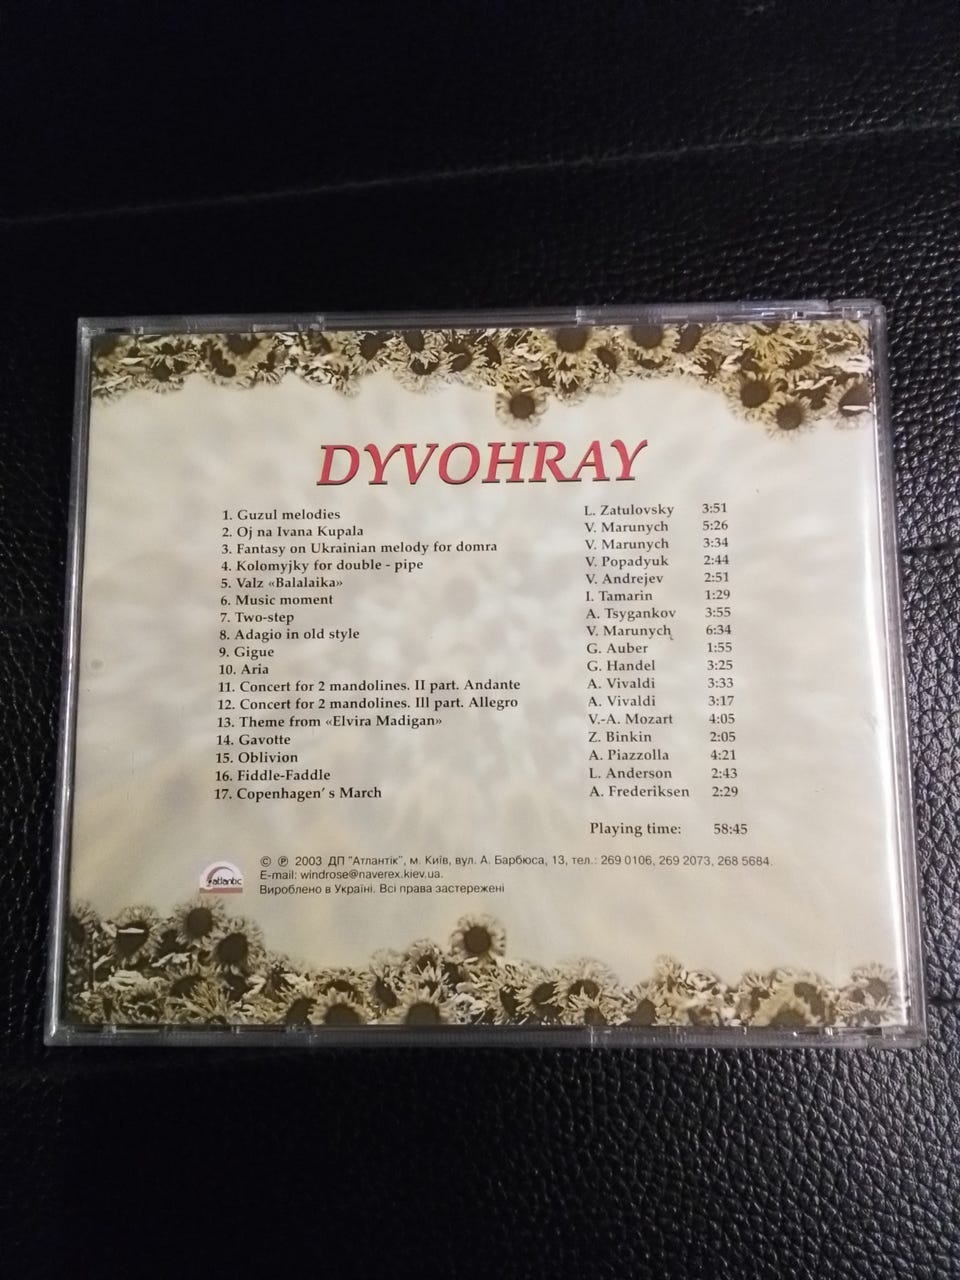 DYVOHRAY
1. Guzul melodies L. Zatulovsky 3:51
2. Oj na Ivana Kupala V. Marunych 5:26
3. Fantasy on Ukrainian melody for domra V. Marunych 3:34
4. Kolomyjky for double - pipe V. Popadyuk 2:44
5. Valz «Balalaika» V. Andrejev 2:51
6. Music moment I. Tamarin 1:29
7. Two-step A. Tsygankov 3:55
8. Adagio in old style V. Marunych 6:34
9. Gigue G. Auber 1:55
10. Aria G. Handel 3:25
11. Concert for 2 mandolines. II part. Andante A. Vivaldi 3:33
12. Concert for 2 mandolines. III part. Allegro A. Vivaldi 3:17
13. Theme from «Elvira Madigan» V.-A. Mozart 4:05
14. Gavotte Z. Binkin 2:05
15. Oblivion A. Piazzolla 4:21
16. Fiddle-Faddle L. Anderson 2:43
17. Copenhagen' s March A. Frederiksen 2:29
Playing time: 58:45
© ℗ 2003 ДП "Атлантік", м. Київ, вул. А. Барбюса, 13, тел.: 269 0106, 269 2073, 268 5684.
E-mail: windrose@naverex.kiev.ua.
Вироблено в Україні. Всі права застережені
atlantic